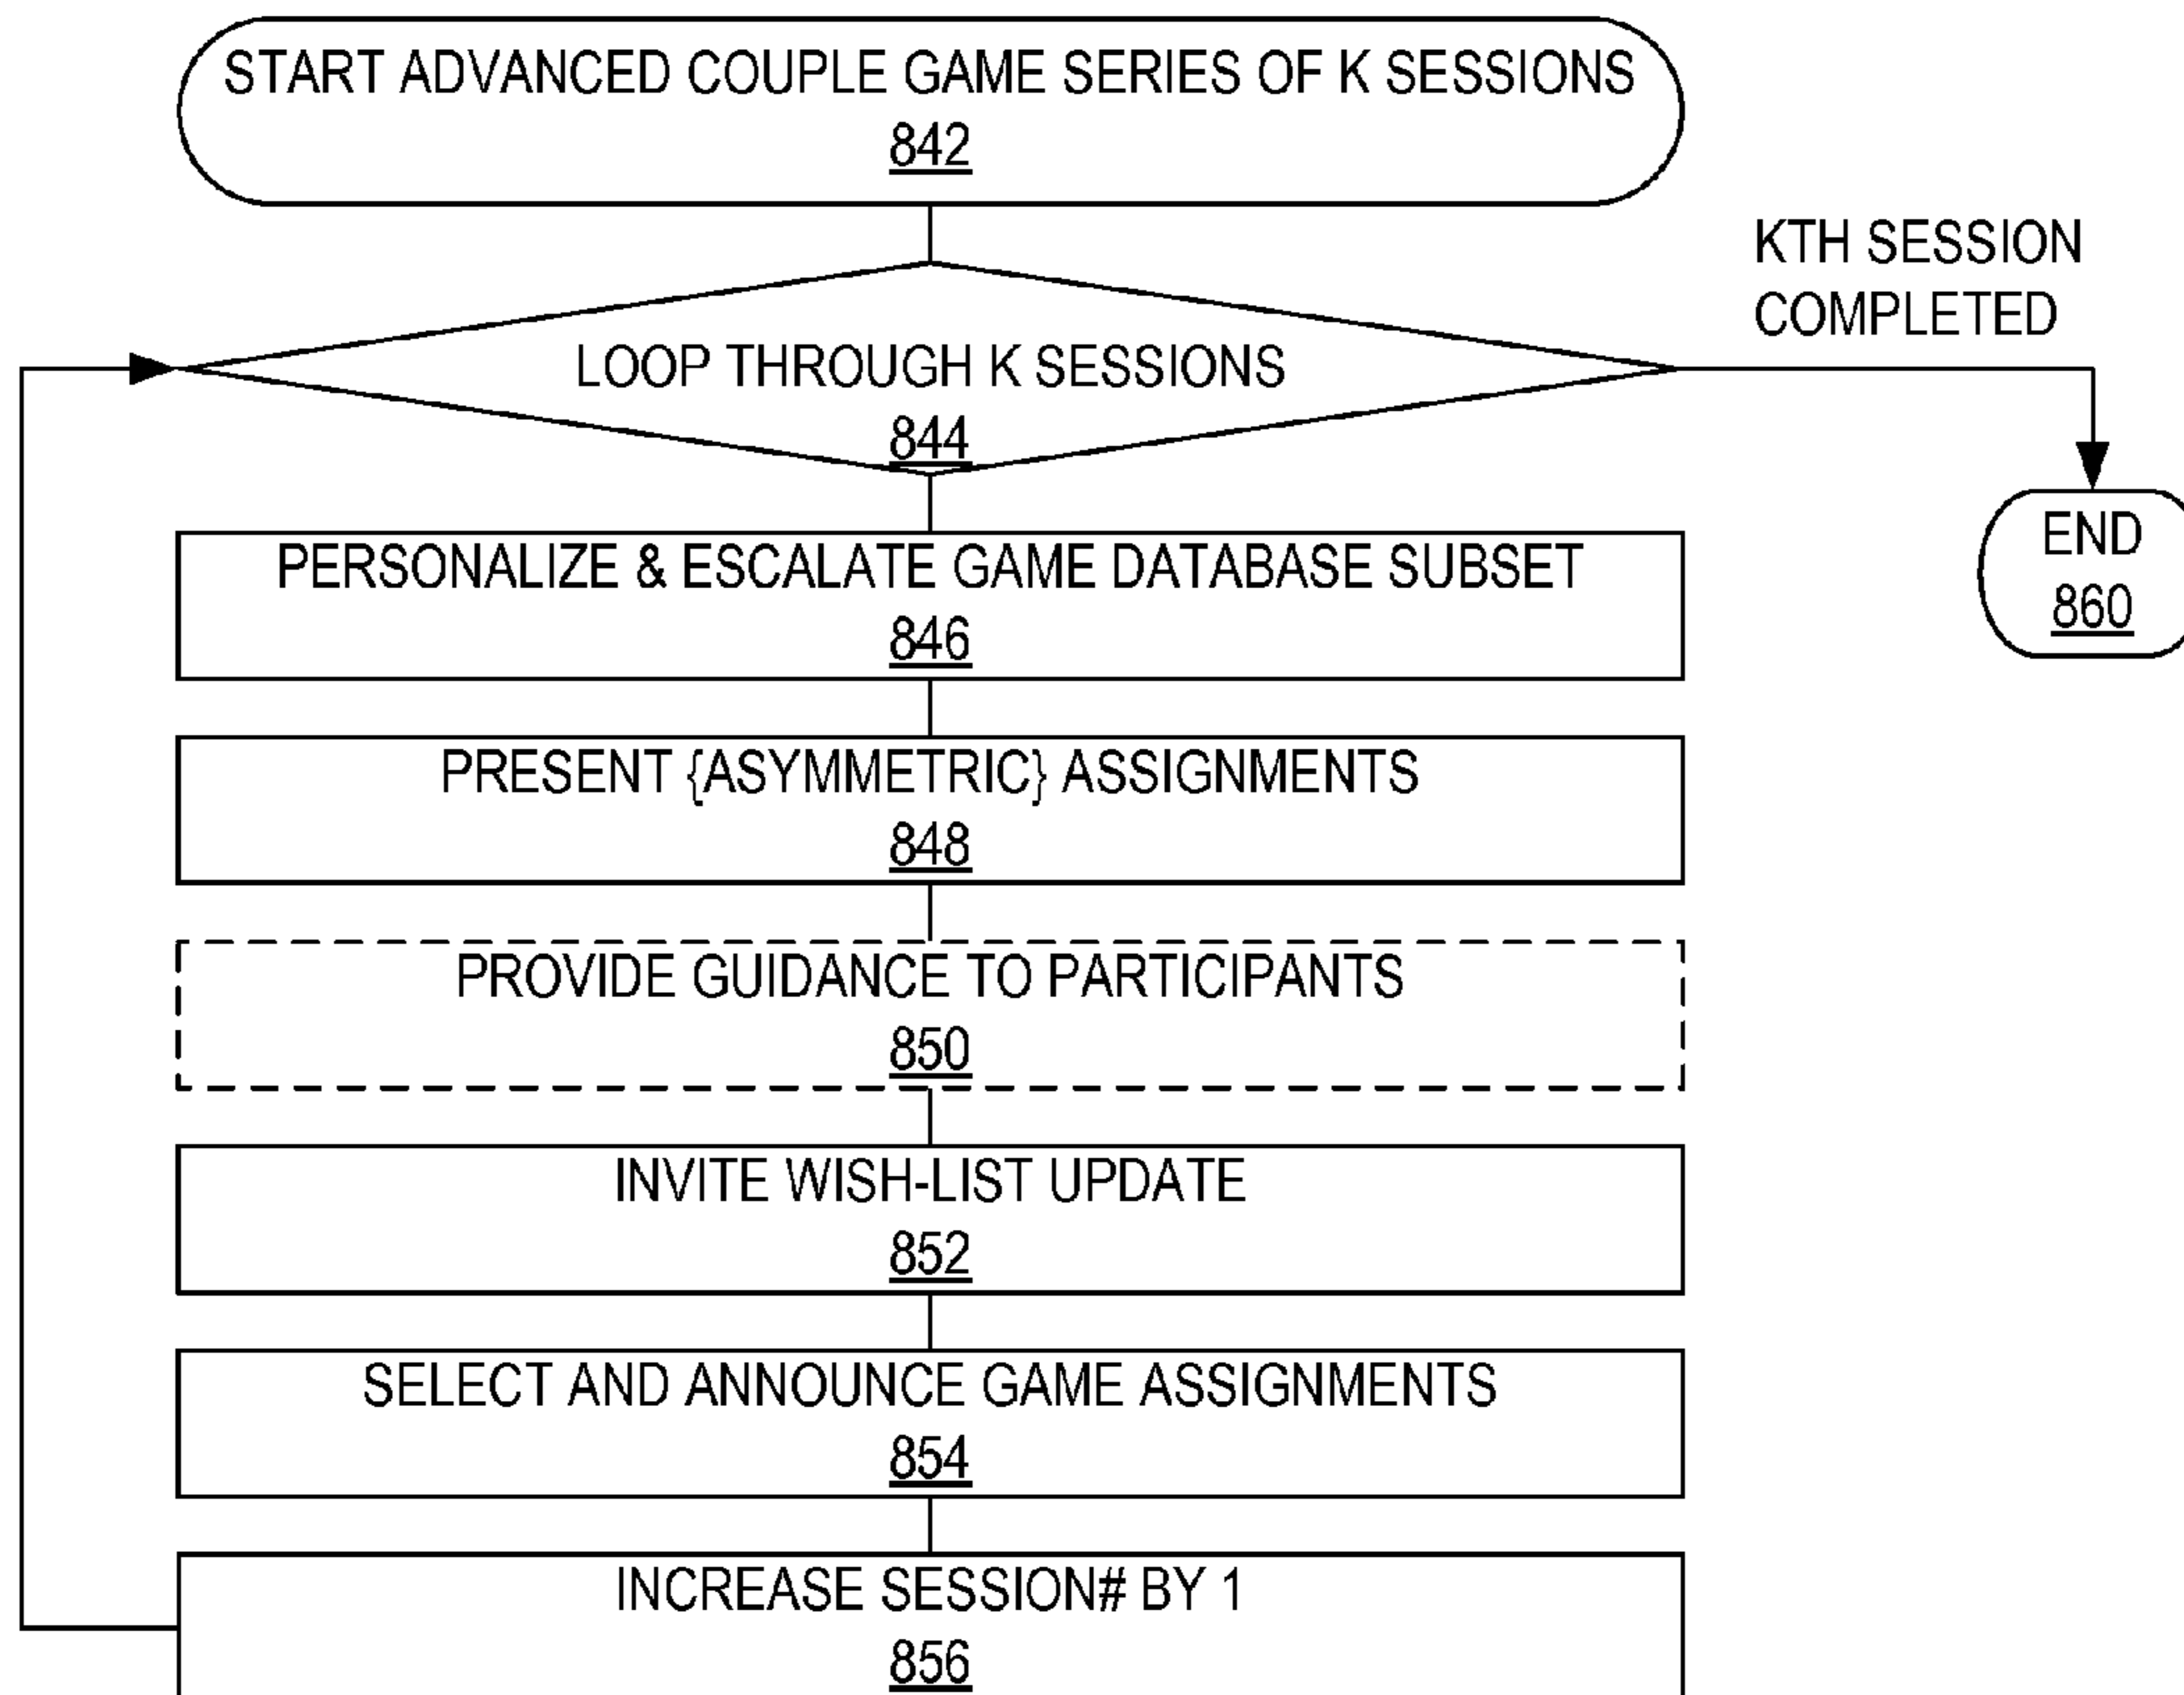 START ADVANCED COUPLE GAME SERIES OF K SESSIONS
842
KTH SESSION
COMPLETED
LOOP THROUGH K SESSIONS
844
END
860
PERSONALIZE & ESCALATE GAME DATABASE SUBSET
846
PRESENT {ASYMMETRIC} ASSIGNMENTS
848
PROVIDE GUIDANCE TO PARTICIPANTS
850
INVITE WISH-LIST UPDATE
852
SELECT AND ANNOUNCE GAME ASSIGNMENTS
854
INCREASE SESSION# BY 1
856